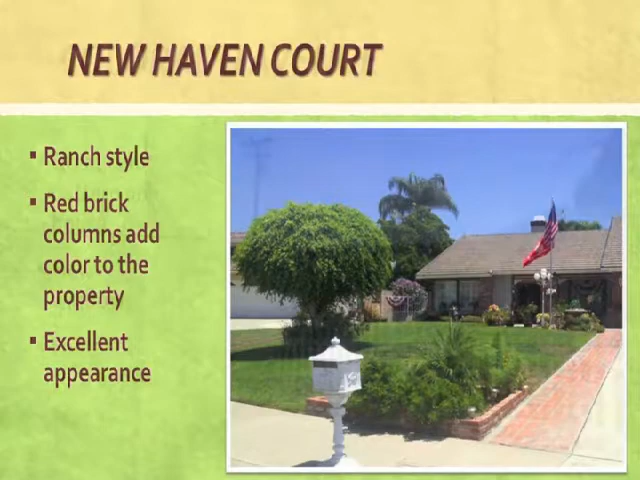 NEW HAVEN COURT
▪ Ranch style
▪ Red brick
columns add
color to the
property
▪ Excellent
appearance